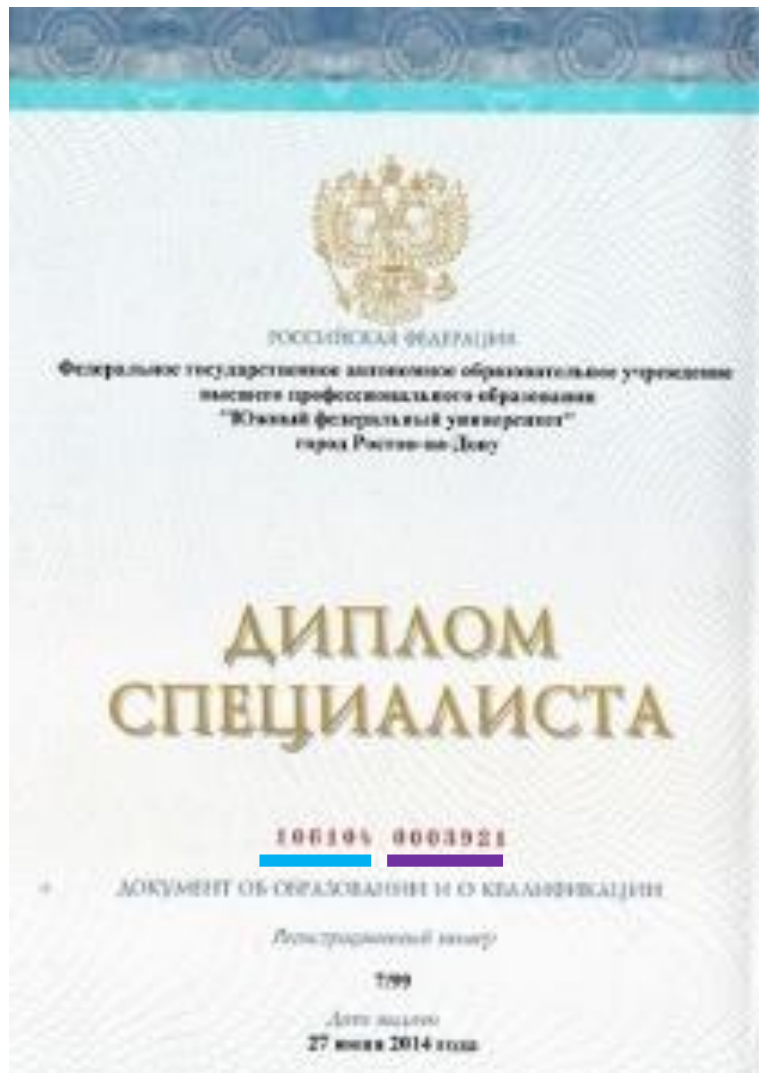 РОССИЙСКАЯ ФЕДЕРАЦИЯ
Федеральное государственное автономное образовательное учреждение
высшего профессионального образования
"Южный федеральный университет"
город Ростов-на-Дону
ДИПЛОМ
СПЕЦИАЛИСТА
106104 0003921
ДОКУМЕНТ ОБ ОБРАЗОВАНИИ И О КВАЛИФИКАЦИИ
Регистрационный номер
7/99
Дата выдачи
27 июня 2014 года